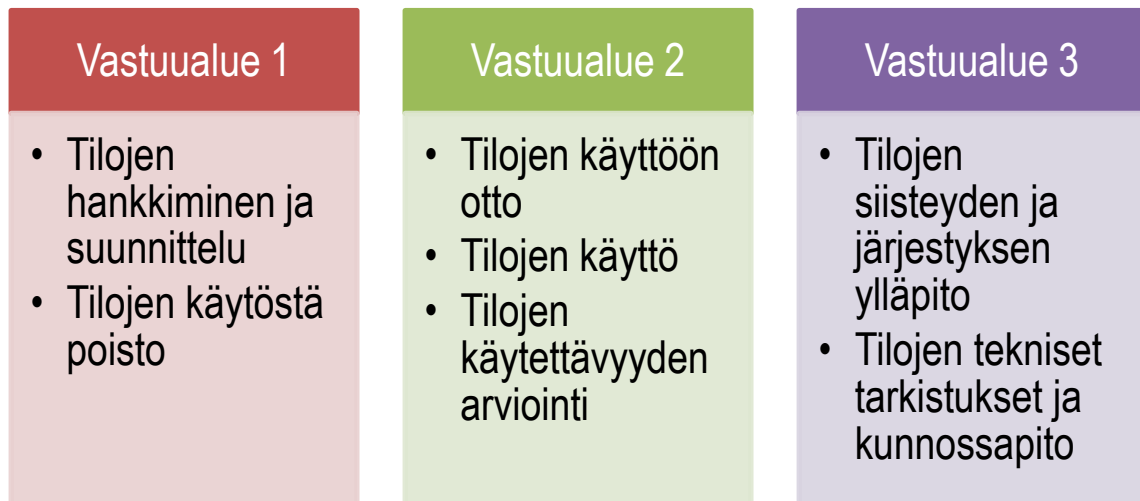 Vastuualue 1
• Tilojen
hankkiminen ja
suunnittelu
• Tilojen käytöstä
poisto
Vastuualue 2
• Tilojen käyttöön
otto
• Tilojen käyttö
• Tilojen
käytettävyyden
arviointi
Vastuualue 3
• Tilojen
siisteyden ja
järjestyksen
ylläpito
• Tilojen tekniset
tarkistukset ja
kunnossapito